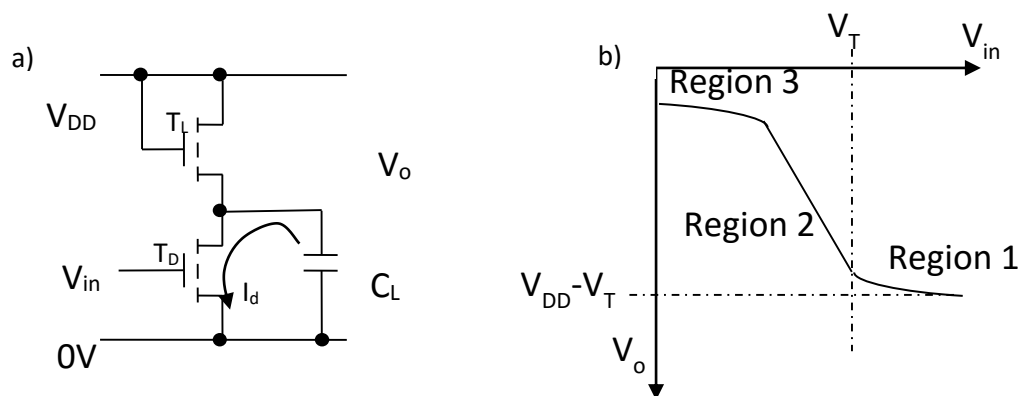 a)
V_DD
T_L
V_o
T_D
V_in
I_d
C_L
0V
b)
V_T
V_in
Region 3
Region 2
Region 1
V_DD-V_T
V_o